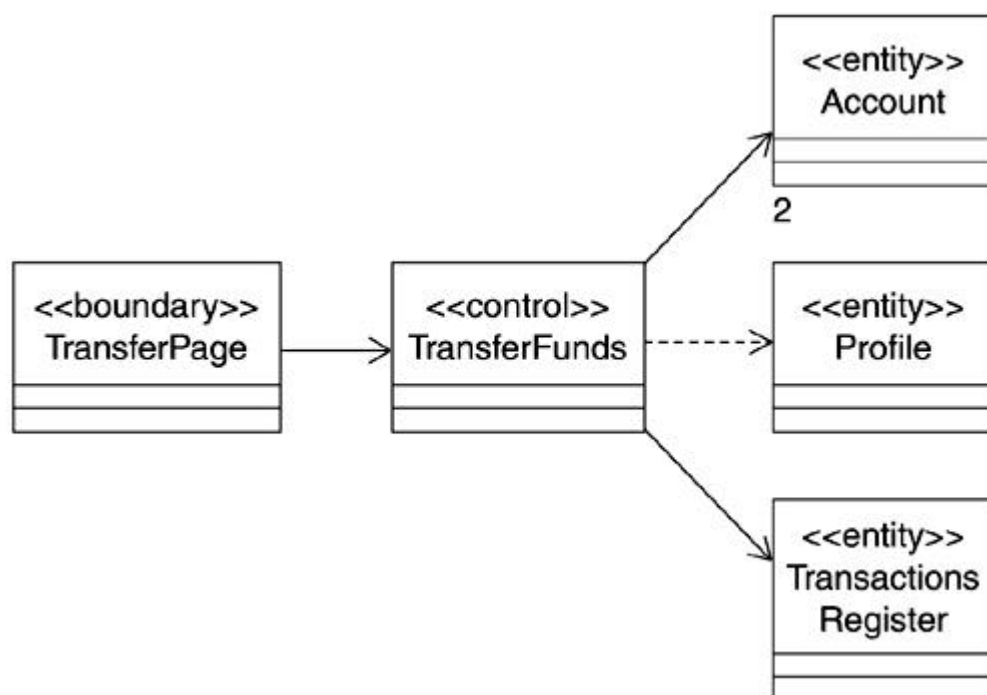 <<entity>>
Account
2
<<boundary>>
TransferPage
<<control>>
TransferFunds
<<entity>>
Profile
<<entity>>
Transactions
Register